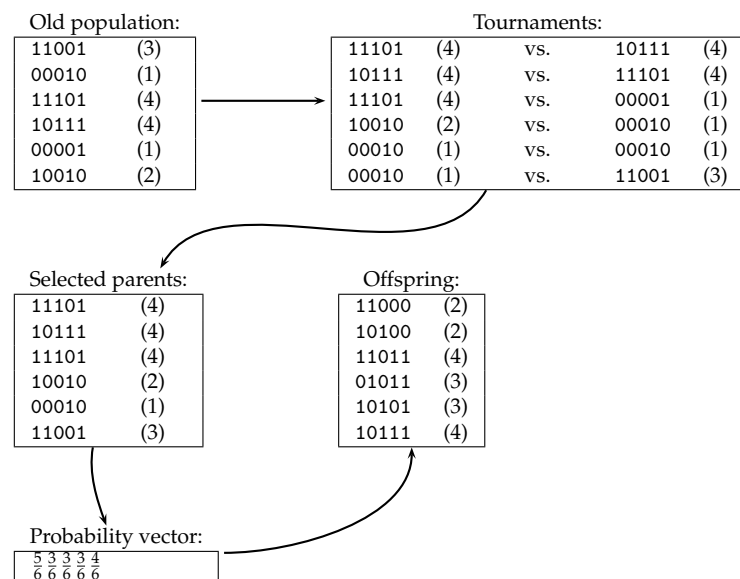 Old population:
11001 (3)
00010 (1)
11101 (4)
10111 (4)
00001 (1)
10010 (2)
Tournaments:
11101 (4) vs. 10111 (4)
10111 (4) vs. 11101 (4)
11101 (4) vs. 00001 (1)
10010 (2) vs. 00010 (1)
00010 (1) vs. 00010 (1)
00010 (1) vs. 11001 (3)
Selected parents:
11101 (4)
10111 (4)
11101 (4)
10010 (2)
00010 (1)
11001 (3)
Offspring:
11000 (2)
10100 (2)
11011 (4)
01011 (3)
10101 (3)
10111 (4)
Probability vector:
5/6 3/6 3/6 3/6 4/6